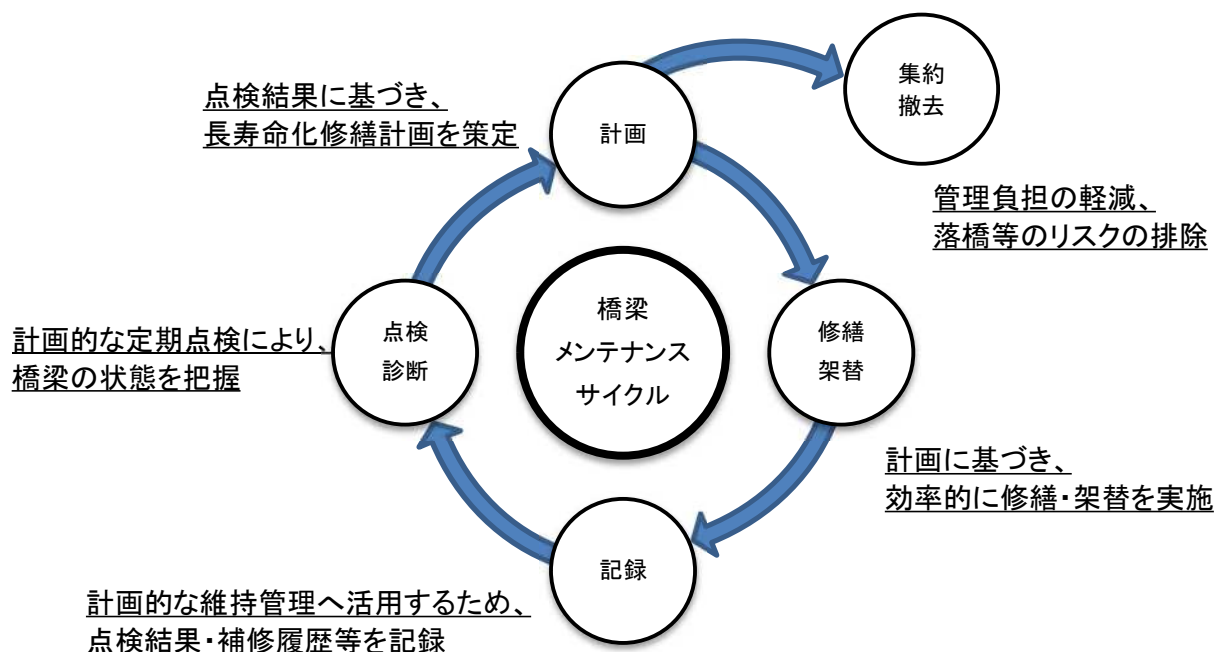 集約
撤去
点検結果に基づき、
長寿命化修繕計画を策定
計画
管理負担の軽減、
落橋等のリスクの排除
橋梁
メンテナンス
サイクル
点検
診断
修繕
架替
計画的な定期点検により、
橋梁の状態を把握
計画に基づき、
効率的に修繕・架替を実施
記録
計画的な維持管理へ活用するため、
点検結果・補修履歴等を記録